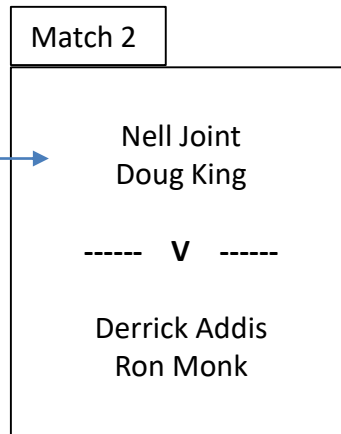 Match 2
Nell Joint
Doug King
------ V ------
Derrick Addis
Ron Monk